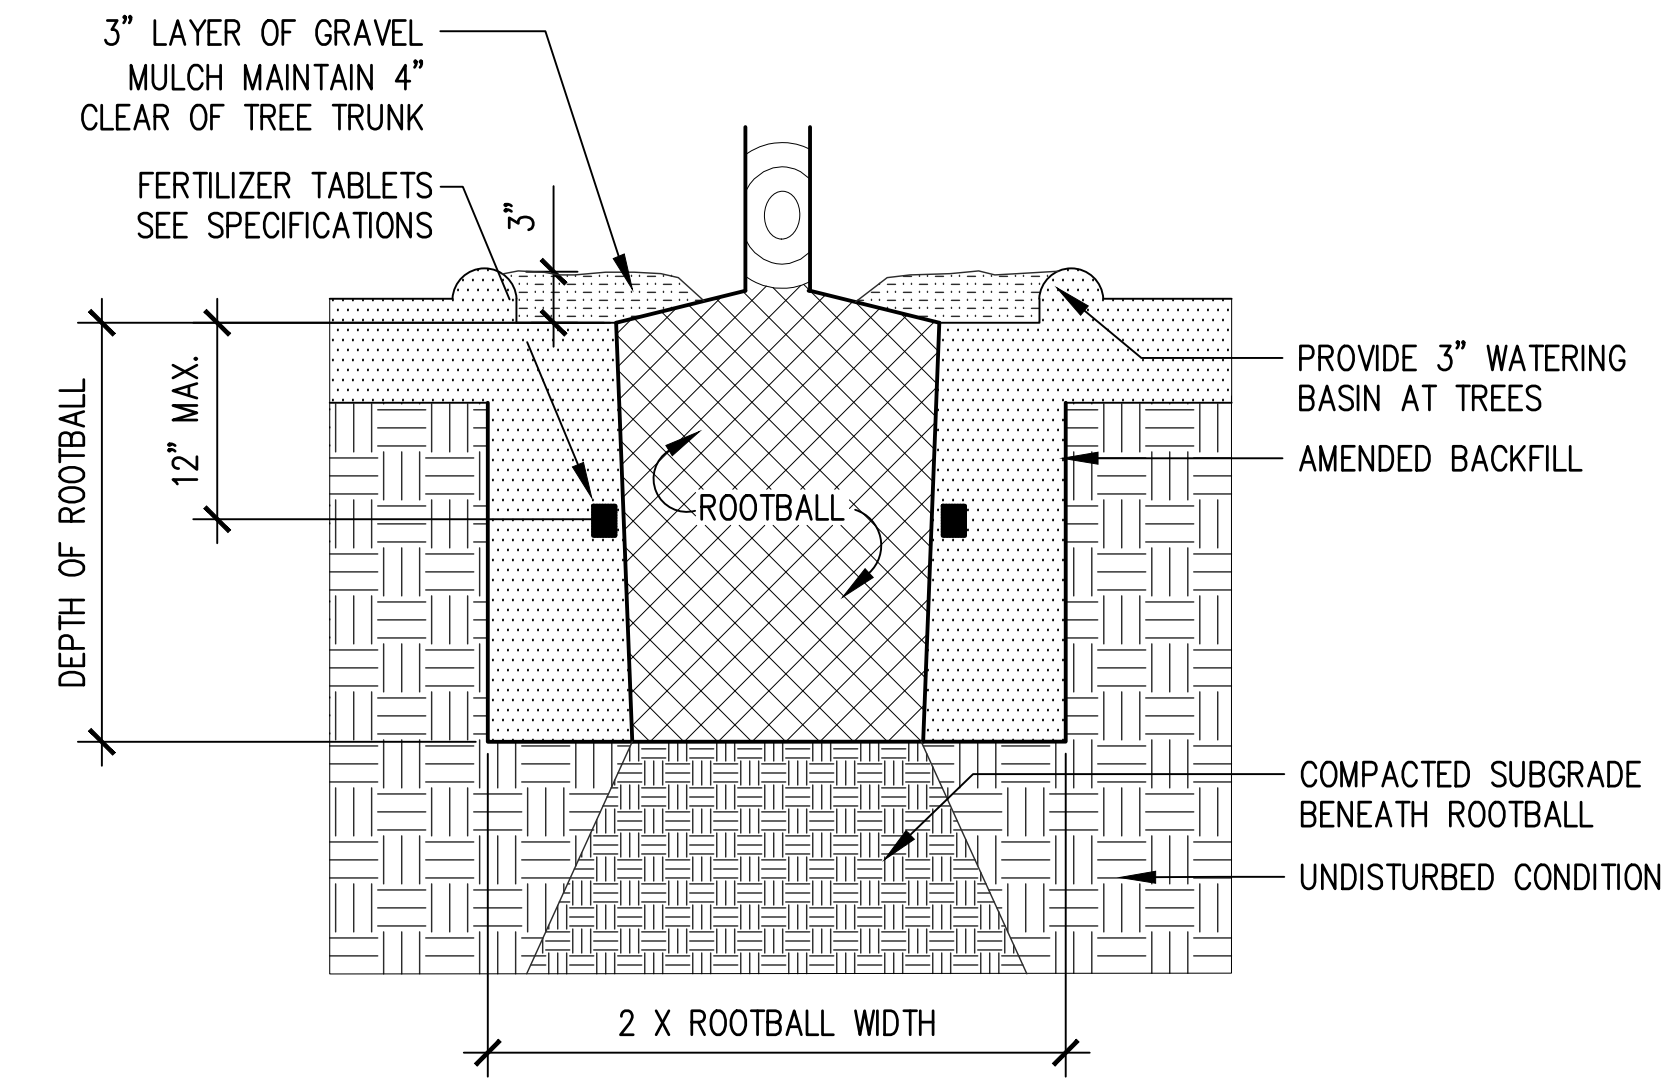 3” LAYER OF GRAVEL
MULCH MAINTAIN 4”
CLEAR OF TREE TRUNK
FERTILIZER TABLETS
SEE SPECIFICATIONS
3”
12” MAX.
DEPTH OF ROOTBALL
ROOTBALL
PROVIDE 3” WATERING
BASIN AT TREES
AMENDED BACKFILL
COMPACTED SUBGRADE
BENEATH ROOTBALL
UNDISTURBED CONDITION
2 X ROOTBALL WIDTH